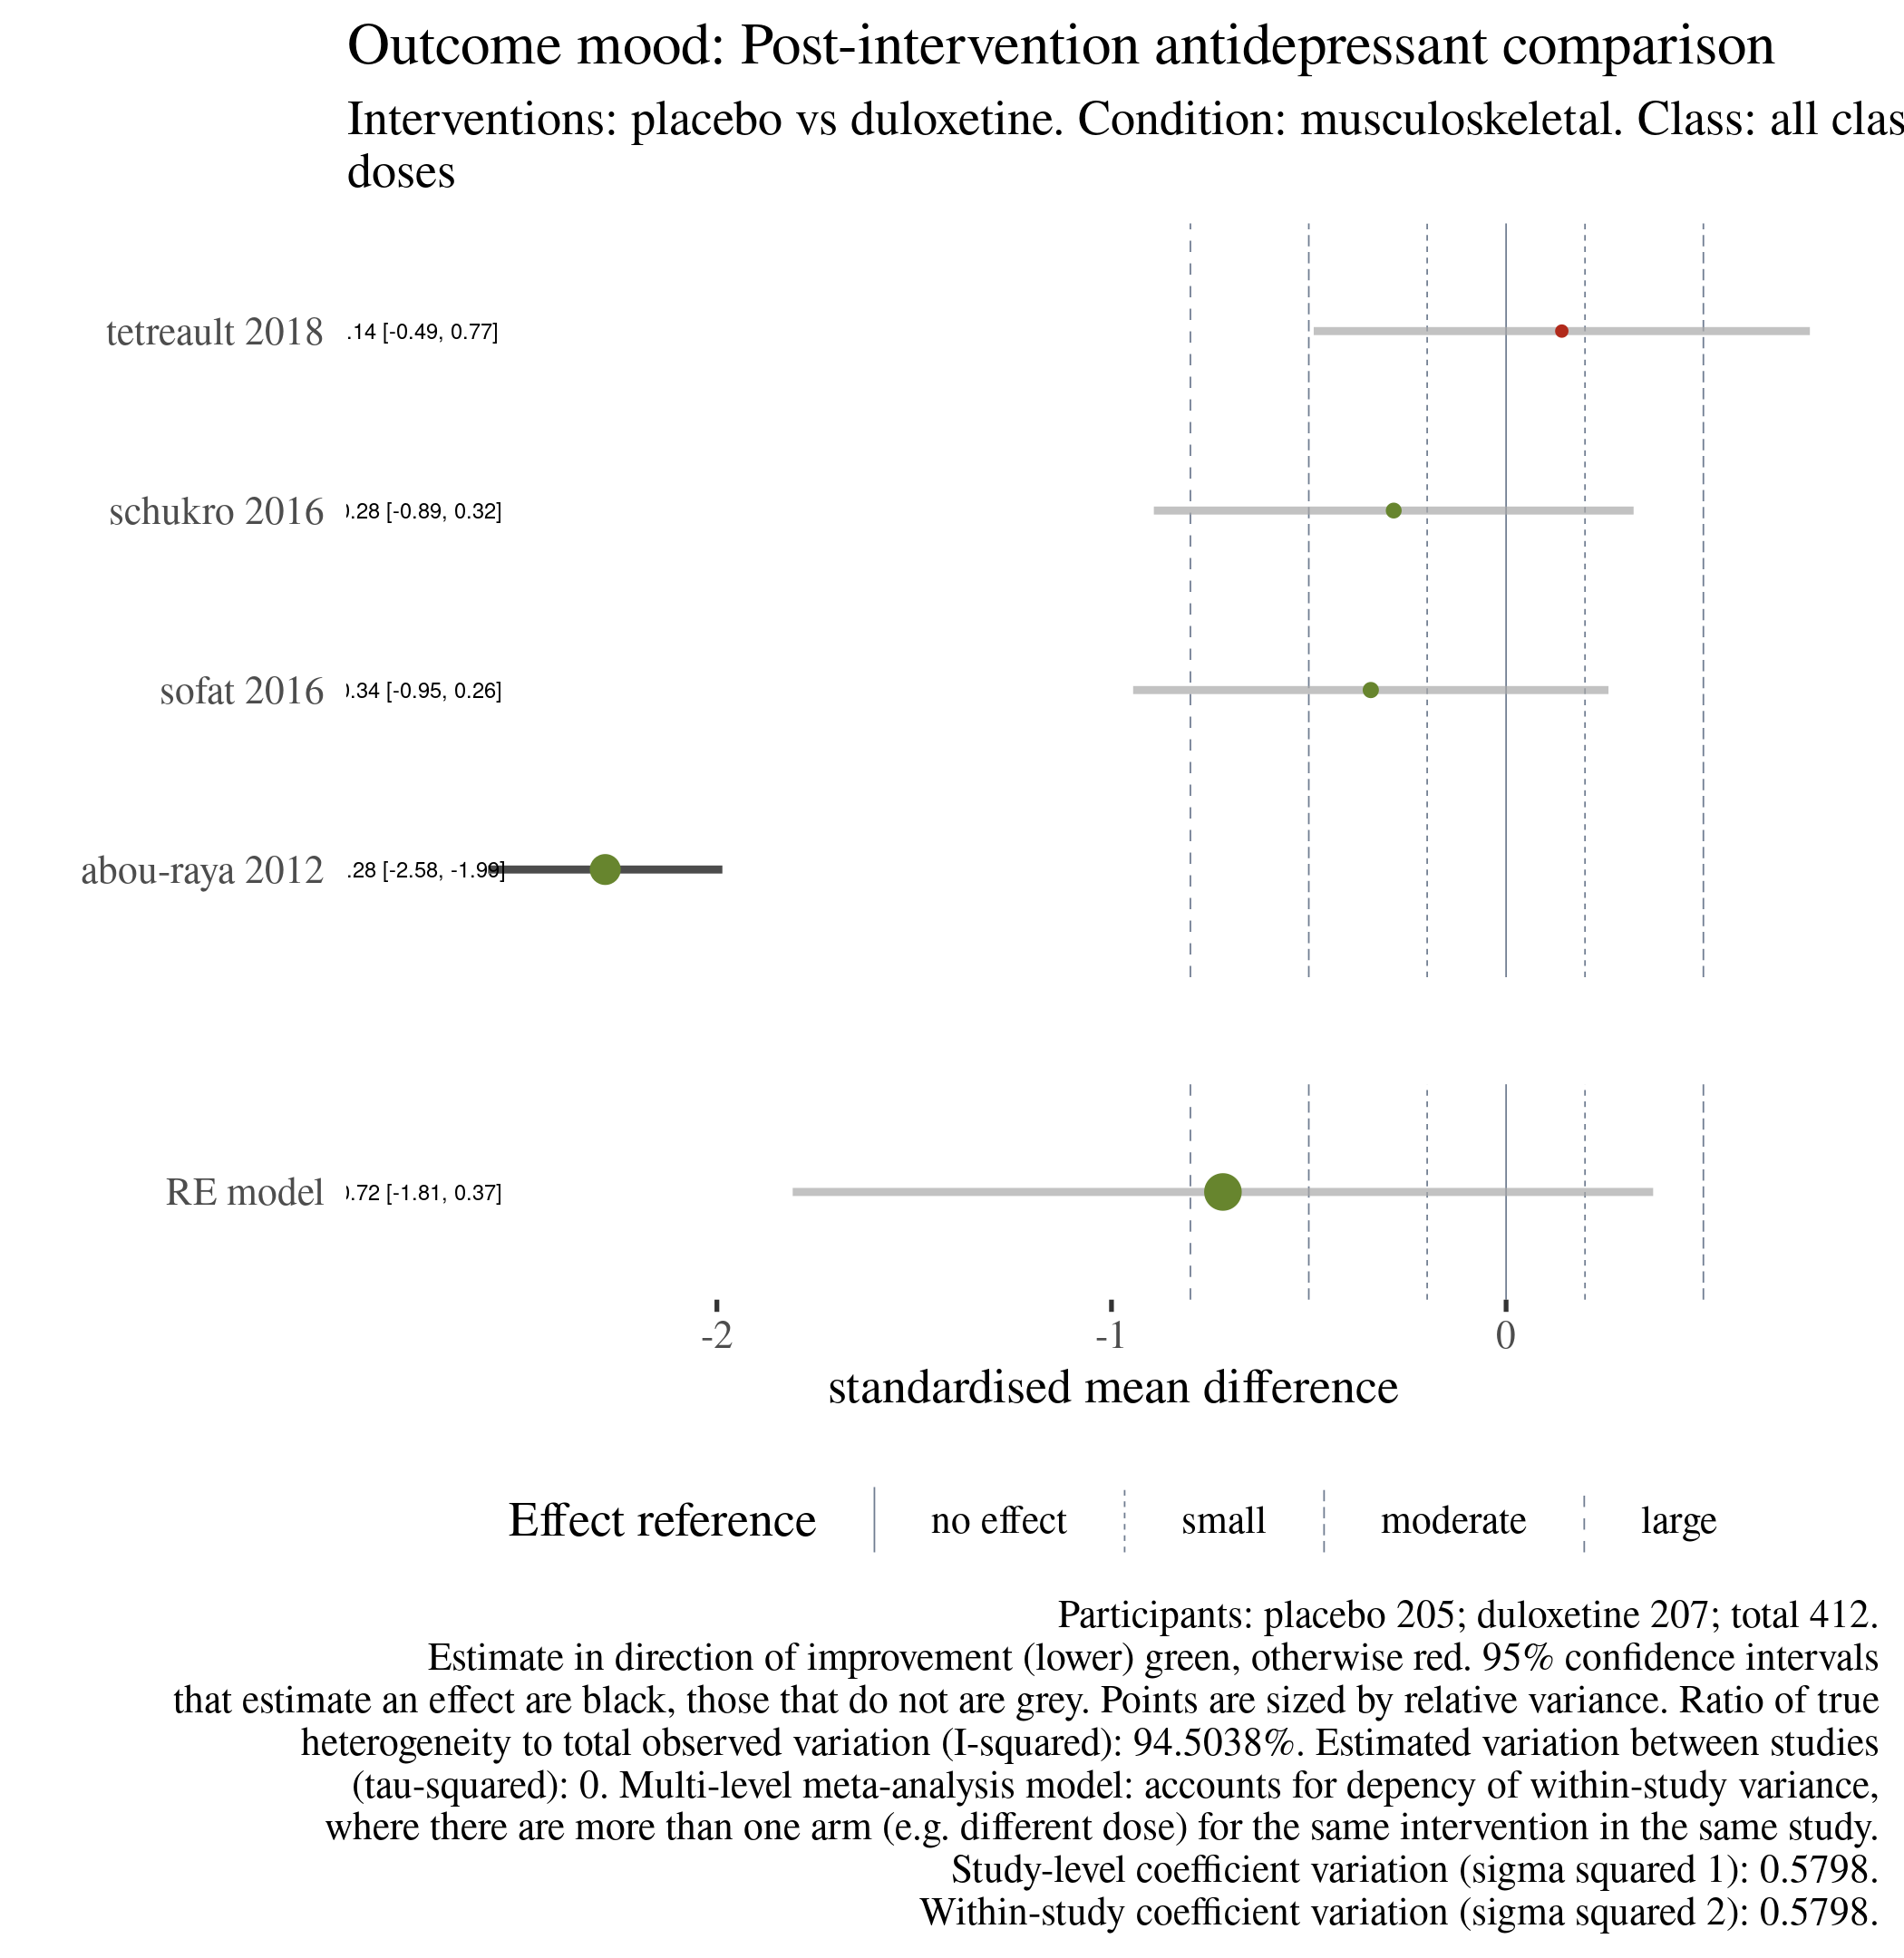 Outcome mood: Post-intervention antidepressant comparison
Interventions: placebo vs duloxetine. Condition: musculoskeletal. Class: all clas
doses
tetreault 2018 .14 [-0.49, 0.77]
schukro 2016 0.28 [-0.89, 0.32]
sofat 2016 0.34 [-0.95, 0.26]
abou-raya 2012 .28 [-2.58, -1.99]
RE model 0.72 [-1.81, 0.37]
-2 -1 0
standardised mean difference
Effect reference no effect small moderate large
Participants: placebo 205; duloxetine 207; total 412.
Estimate in direction of improvement (lower) green, otherwise red. 95% confidence intervals
that estimate an effect are black, those that do not are grey. Points are sized by relative variance. Ratio of true
heterogeneity to total observed variation (I-squared): 94.5038%. Estimated variation between studies
(tau-squared): 0. Multi-level meta-analysis model: accounts for depency of within-study variance,
where there are more than one arm (e.g. different dose) for the same intervention in the same study.
Study-level coefficient variation (sigma squared 1): 0.5798.
Within-study coefficient variation (sigma squared 2): 0.5798.